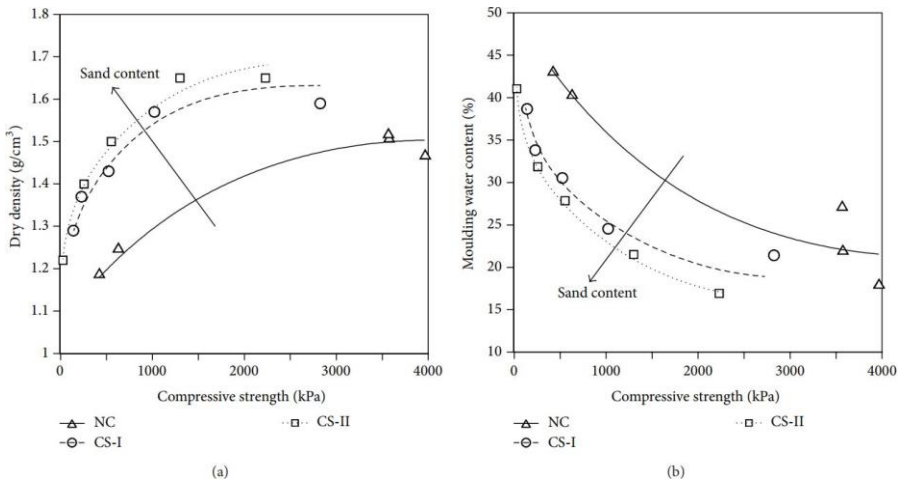 1.8
1.7
1.6
1.5
1.4
1.3
1.2
1.1
1
Dry density (g/cm³)
Sand content
0
1000
2000
3000
4000
Compressive strength (kPa)
NC
CS-I
CS-II
(a)
50
45
40
35
30
25
20
15
10
Moulding water content (%)
Sand content
0
1000
2000
3000
4000
Compressive strength (kPa)
NC
CS-I
CS-II
(b)